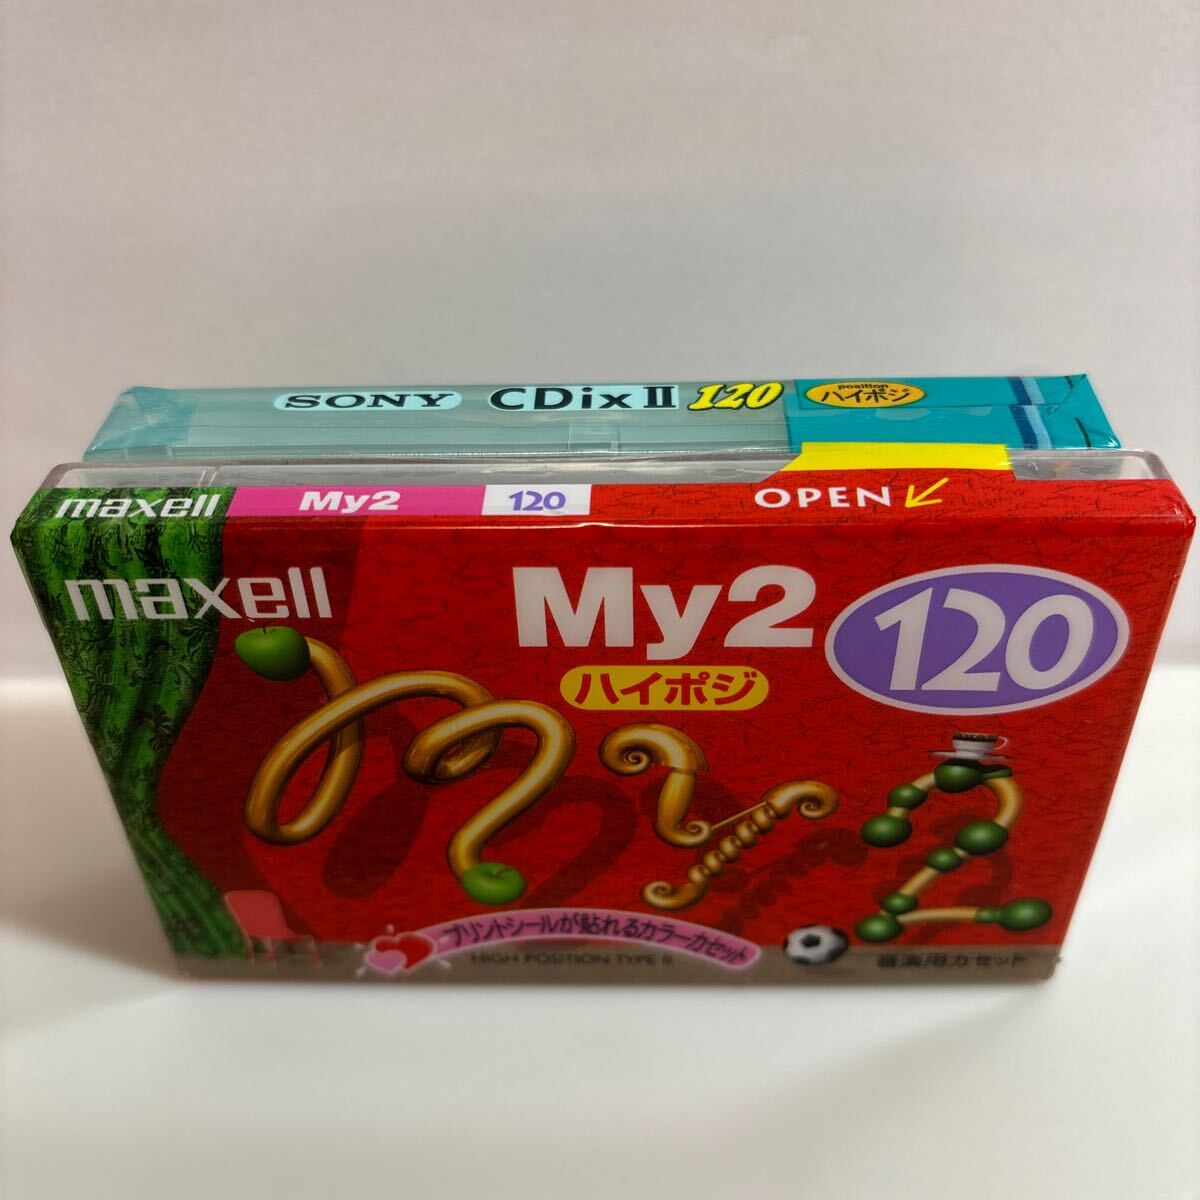 SONY CDix II 120 position ハイポジ
maxell My2 120 OPEN
maxell My2 120
ハイポジ
プリントシールが貼れるカラーカセット
HIGH POSITION TYPE II
音楽用カセット